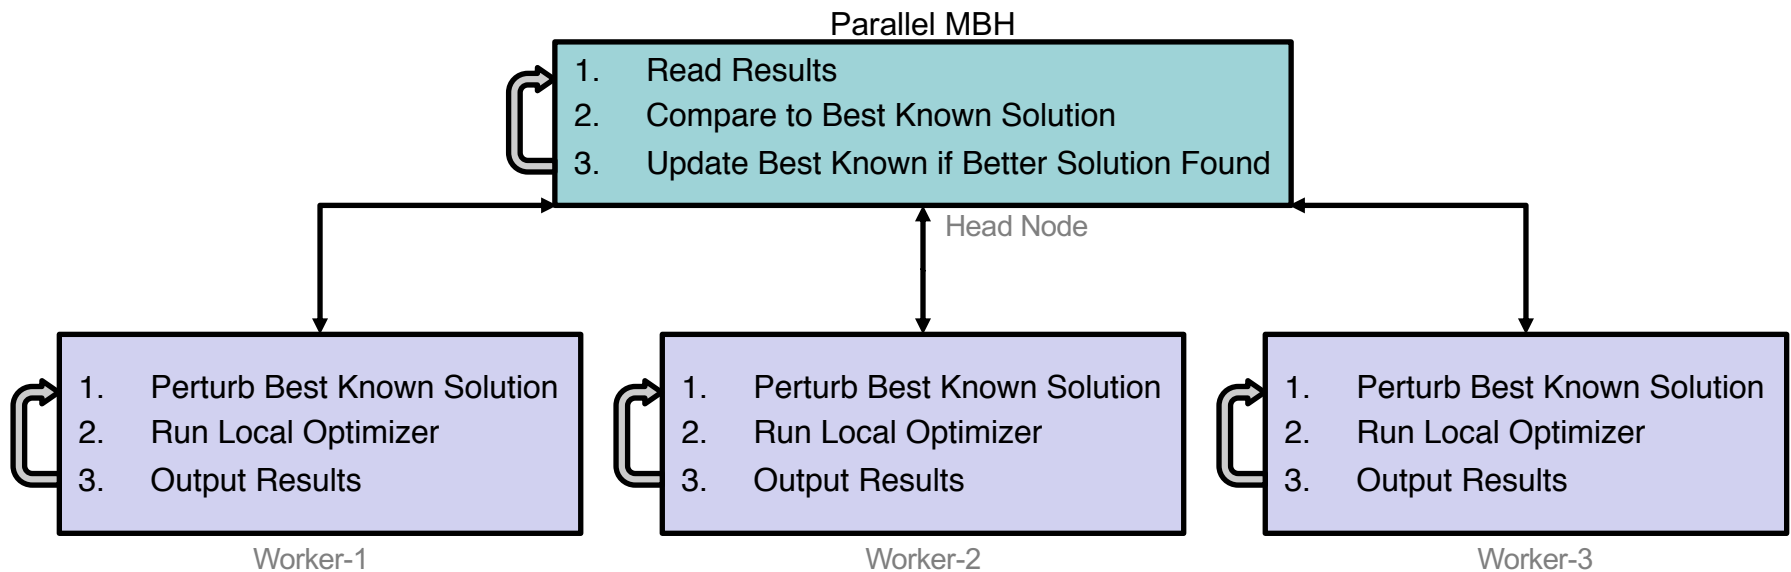 Parallel MBH
1. Read Results
2. Compare to Best Known Solution
3. Update Best Known if Better Solution Found
Head Node
1. Perturb Best Known Solution
2. Run Local Optimizer
3. Output Results
Worker-1
1. Perturb Best Known Solution
2. Run Local Optimizer
3. Output Results
Worker-2
1. Perturb Best Known Solution
2. Run Local Optimizer
3. Output Results
Worker-3